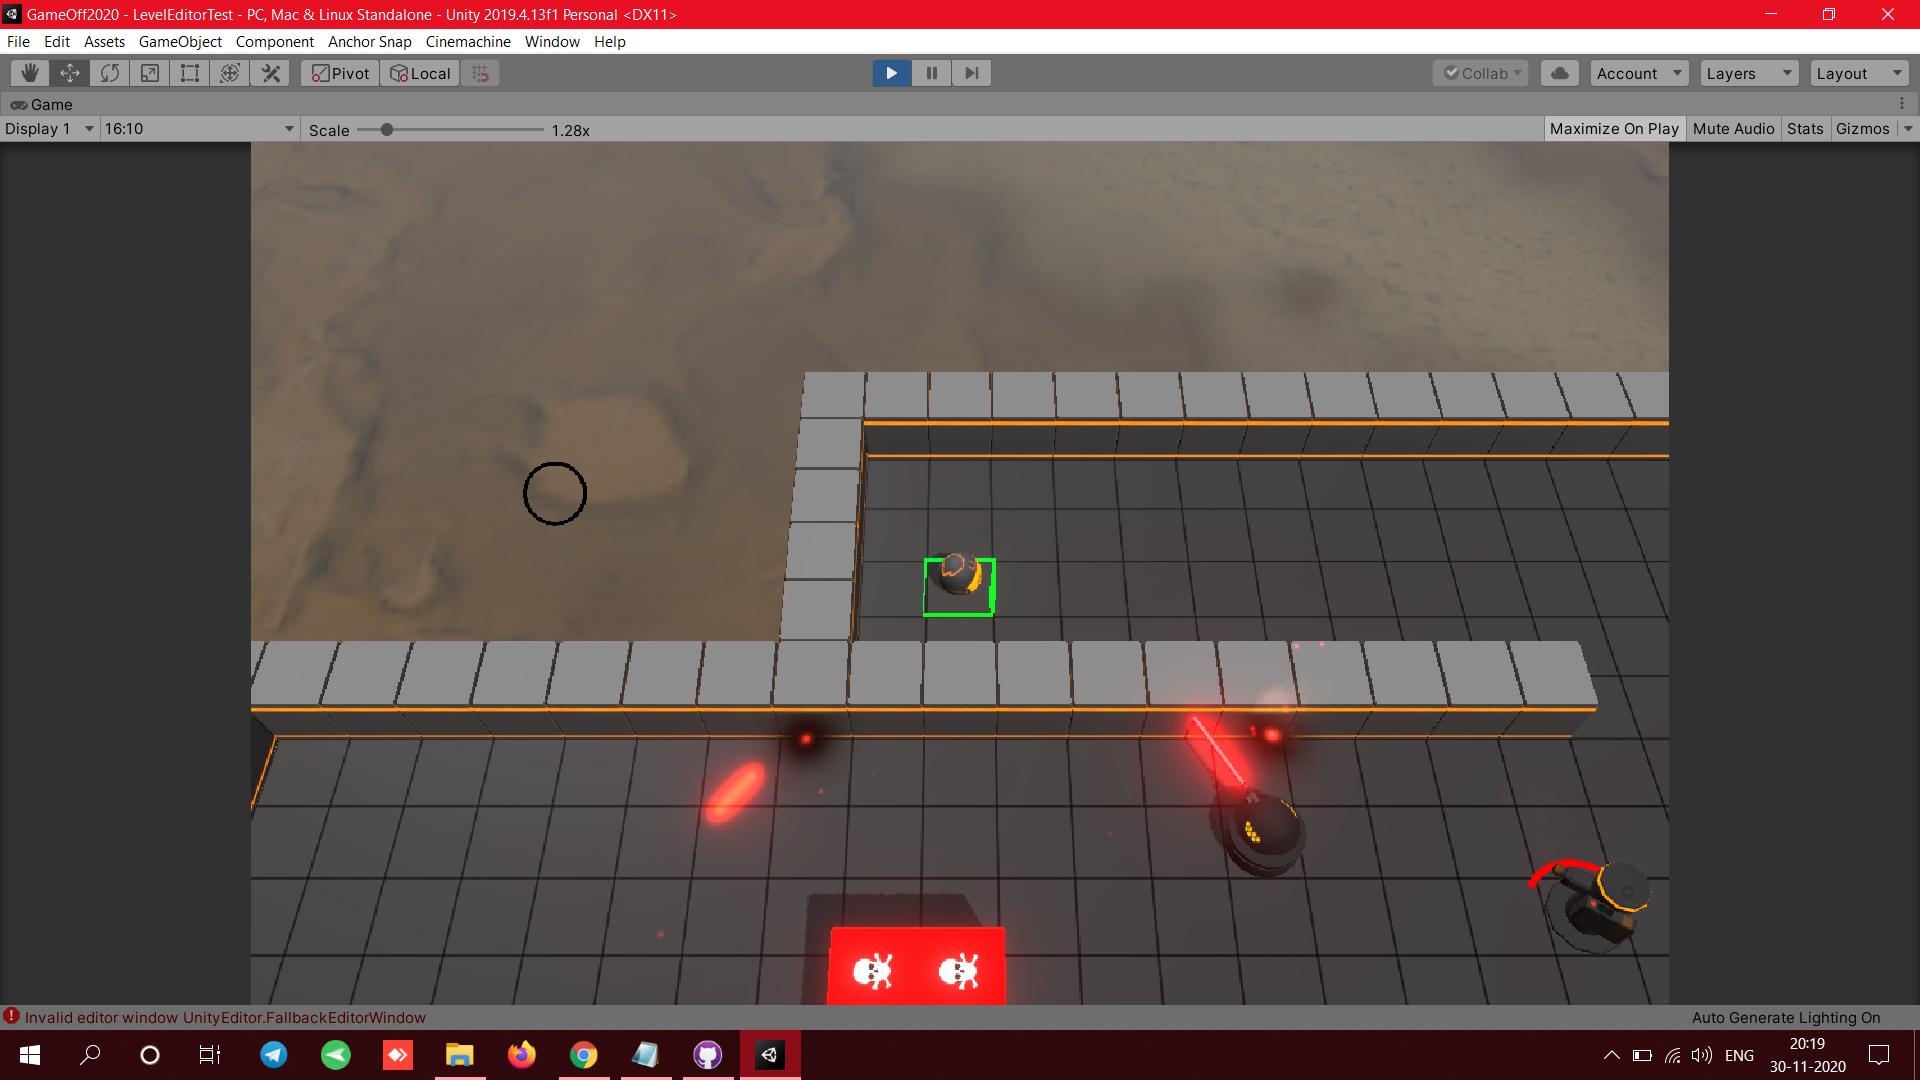 GameOff2020 - LevelEditorTest - PC, Mac & Linux Standalone - Unity 2019.4.13f1 Personal <DX11>
File Edit Assets GameObject Component Anchor Snap Cinemachine Window Help
Pivot Local Collab Account Layers Layout
Game
Display 1 16:10 Scale 1.28x Maximize On Play Mute Audio Stats Gizmos
Invalid editor window UnityEditor.FallbackEditorWindow Auto Generate Lighting On
20:19
ENG
30-11-2020